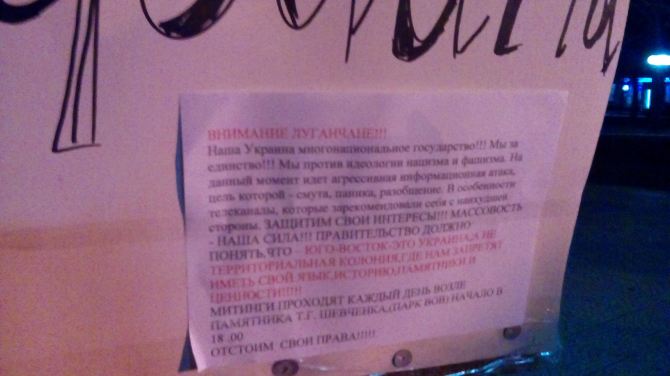 ВНИМАНИЕ ЛУГАНЧАНЕ!!!
Наша Украина многонациональное государство!!! Мы за
единство!!! Мы против идеологии нацизма и фашизма. На
данный момент идет агрессивная информационная атака,
цель которой - смута, паника, разобщение. В особенности
телеканалы, которые зарекомендовали себя с наихудшей
стороны. ЗАЩИТИМ СВОИ ИНТЕРЕСЫ!!! МАССОВОСТЬ
- НАША СИЛА!!! ПРАВИТЕЛЬСТВО ДОЛЖНО
ПОНЯТЬ,ЧТО – ЮГО-ВОСТОК-ЭТО УКРАИНА,А НЕ
ТЕРРИТОРИАЛЬНАЯ КОЛОНИЯ,ГДЕ НАМ ЗАПРЕТЯТ
ИМЕТЬ СВОЙ ЯЗЫК,ИСТОРИЮ,ПАМЯТНИКИ И
ЦЕННОСТИ!!!!!
МИТИНГИ ПРОХОДЯТ КАЖДЫЙ ДЕНЬ ВОЗЛЕ
ПАМЯТНИКА Т.Г. ШЕВЧЕНКА,(ПАРК ВОВ) НАЧАЛО В
18 .00
ОТСТОИМ СВОИ ПРАВА!!!!!